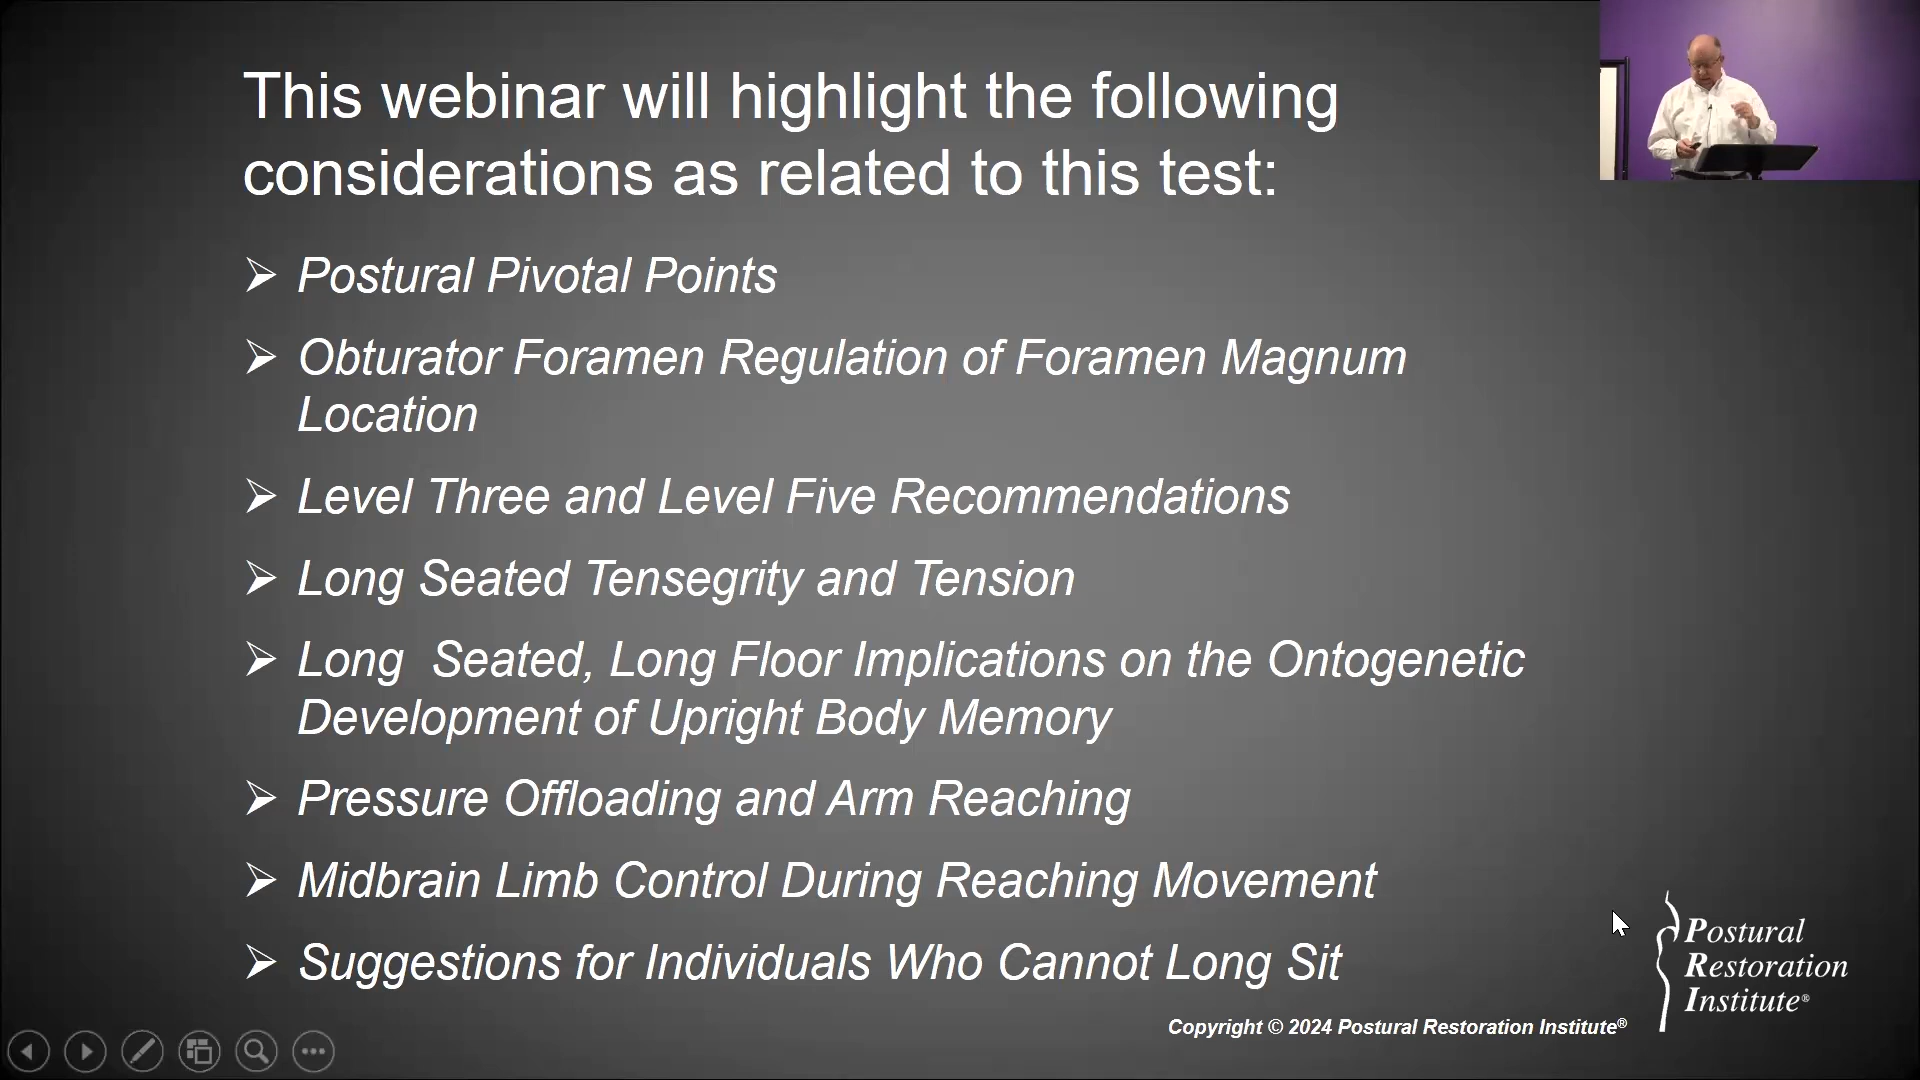 This webinar will highlight the following
considerations as related to this test:
Postural Pivotal Points
Obturator Foramen Regulation of Foramen Magnum
Location
Level Three and Level Five Recommendations
Long Seated Tensegrity and Tension
Long  Seated, Long Floor Implications on the Ontogenetic
Development of Upright Body Memory
Pressure Offloading and Arm Reaching
Midbrain Limb Control During Reaching Movement
Suggestions for Individuals Who Cannot Long Sit
Postural
Restoration
Institute®
Copyright © 2024 Postural Restoration Institute®